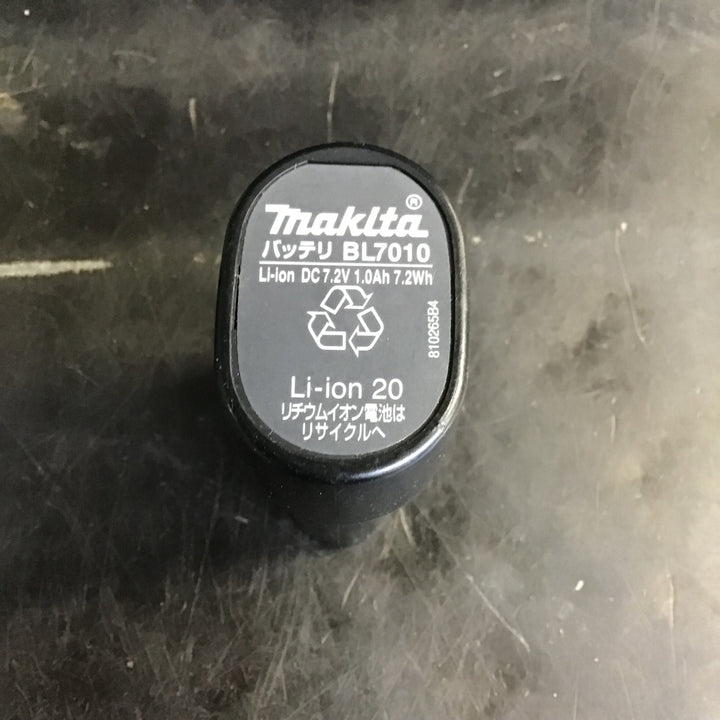 makita®
バッテリ BL7010
Li-ion DC 7.2V 1.0Ah 7.2Wh
810265B4
Li-ion 20
リチウムイオン電池は
リサイクルへ